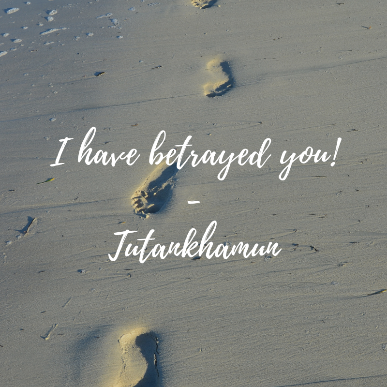 I have betrayed you!
-
Tutankhamun